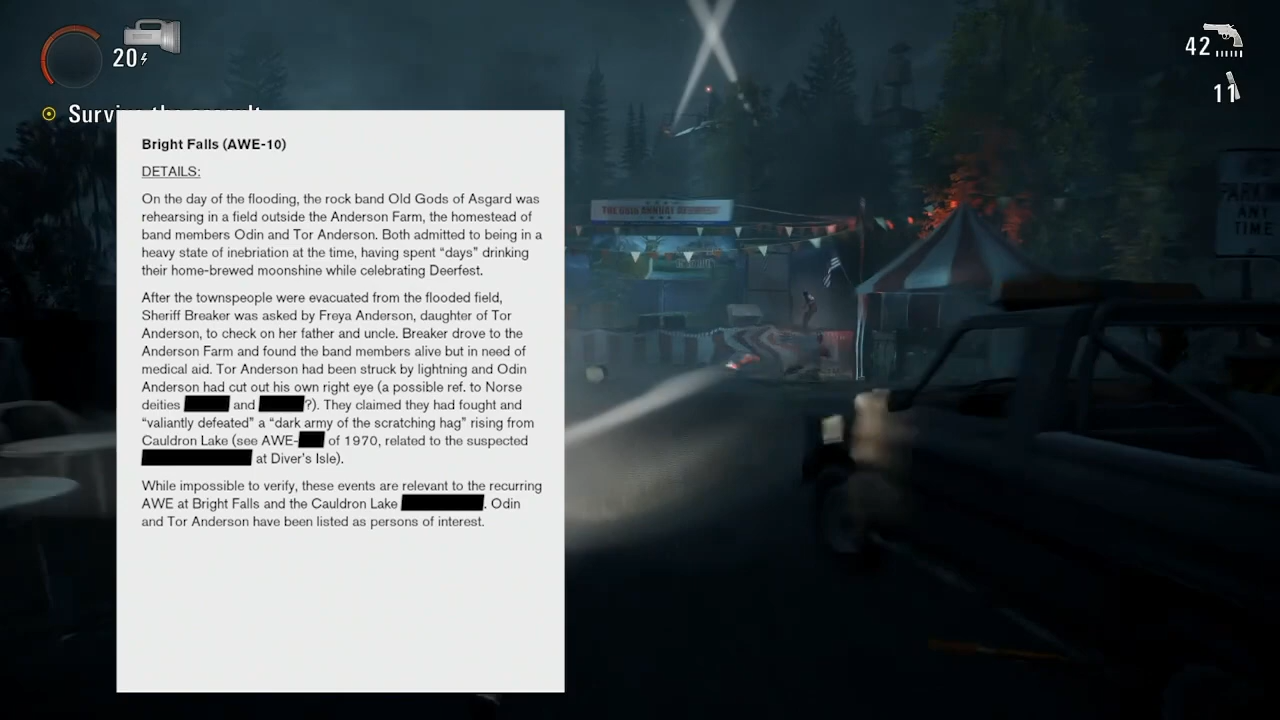 20
42
11
Survive the assault
Bright Falls (AWE-10)
DETAILS:
On the day of the flooding, the rock band Old Gods of Asgard was
rehearsing in a field outside the Anderson Farm, the homestead of
band members Odin and Tor Anderson. Both admitted to being in a
heavy state of inebriation at the time, having spent “days” drinking
their home-brewed moonshine while celebrating Deerfest.
After the townspeople were evacuated from the flooded field,
Sheriff Breaker was asked by Freya Anderson, daughter of Tor
Anderson, to check on her father and uncle. Breaker drove to the
Anderson Farm and found the band members alive but in need of
medical aid. Tor Anderson had been struck by lightning and Odin
Anderson had cut out his own right eye (a possible ref. to Norse
deities and ?). They claimed they had fought and
“valiantly defeated” a “dark army of the scratching hag” rising from
Cauldron Lake (see AWE- of 1970, related to the suspected
at Diver's Isle).
While impossible to verify, these events are relevant to the recurring
AWE at Bright Falls and the Cauldron Lake . Odin
and Tor Anderson have been listed as persons of interest.
PARKING
ANY
TIME